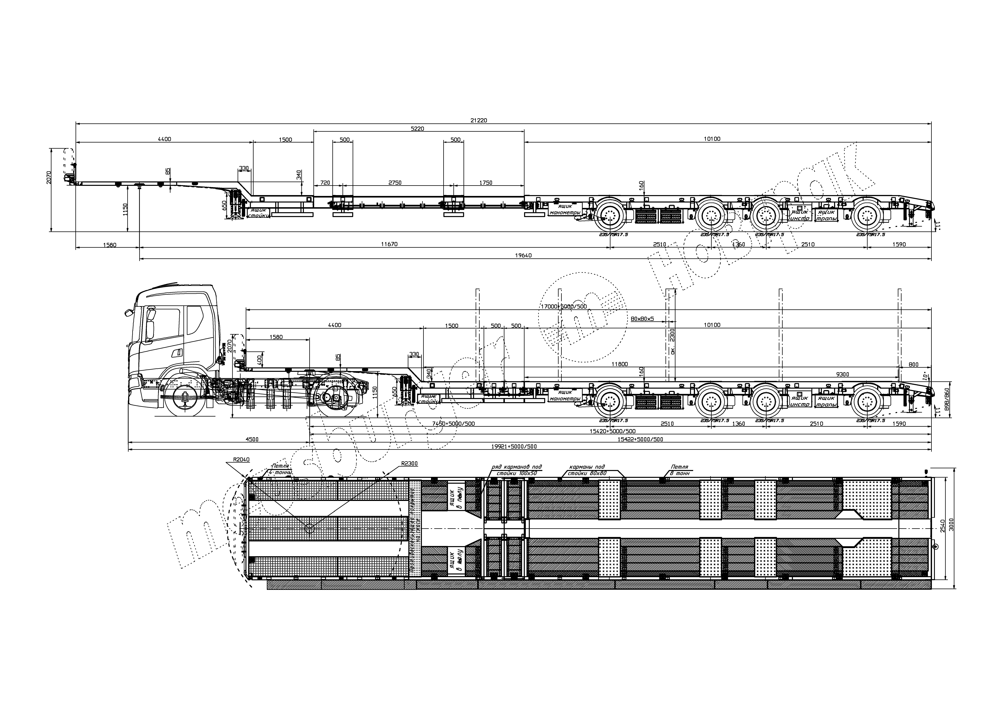 21220
5220
4400
1500
500
500
10100
2070
85
330
340
720
2750
1750
160
1150
650
ящик
стойки
ящик
манометры
ящик
инстр
ящик
трапы
11°
235/75R17.5
235/75R17.5
235/75R17.5
235/75R17.5
1580
11670
2510
1360
2510
1590
19640
17000+5000/500
4400
1500
500
500
80x80x5
10100
1580
ок. 2300
2070
400
85
330
11800
800
340
160
9300
10°
1150
650
898/860
ящик
стойки
ящик
манометры
ящик
инстр
ящик
трапы
11°
235/75R17.5
235/75R17.5
235/75R17.5
235/75R17.5
7450+5000/500
2510
1360
2510
1590
15420+5000/500
4500
15422+5000/500
19921+5000/500
R2040
R2300
Петля
4 тонны
ряд карманов под
стойки 100x50
карманы под
стойки 80x80
Петля
8 тонн
ящик
в полу
ящик
в полу
2540
3000